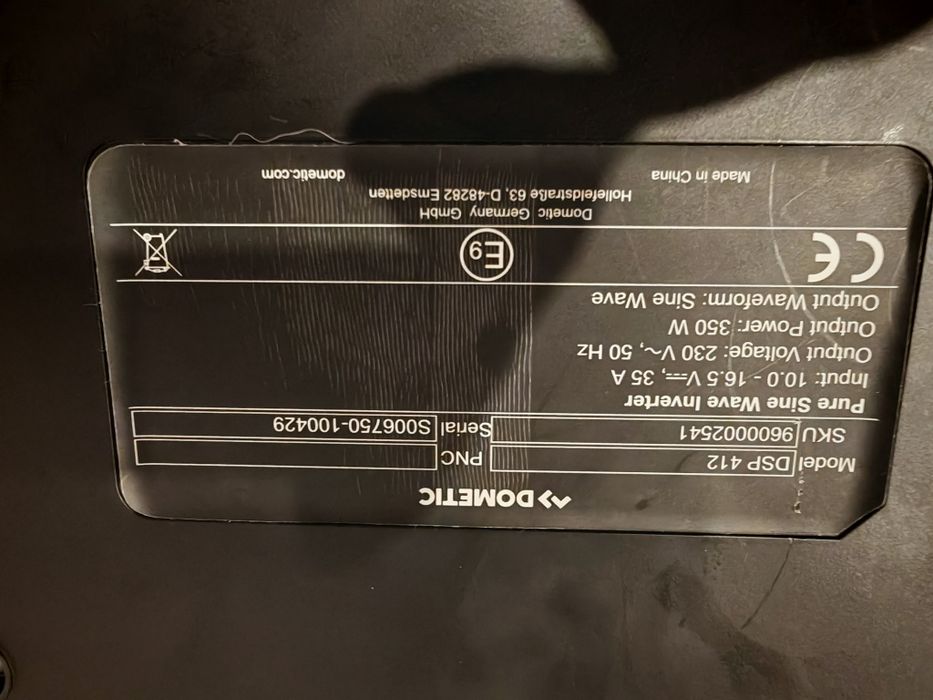 DOMETIC
Model DSP 412 PNC
SKU 9600002541 Serial S006750-100429
Pure Sine Wave Inverter
Input: 10.0 - 16.5 V⎓, 35 A
Output Voltage: 230 V~, 50 Hz
Output Power: 350 W
Output Waveform: Sine Wave
CE E9
Dometic Germany GmbH
Hollefeldstraße 63, D-48282 Emsdetten
Made in China dometic.com